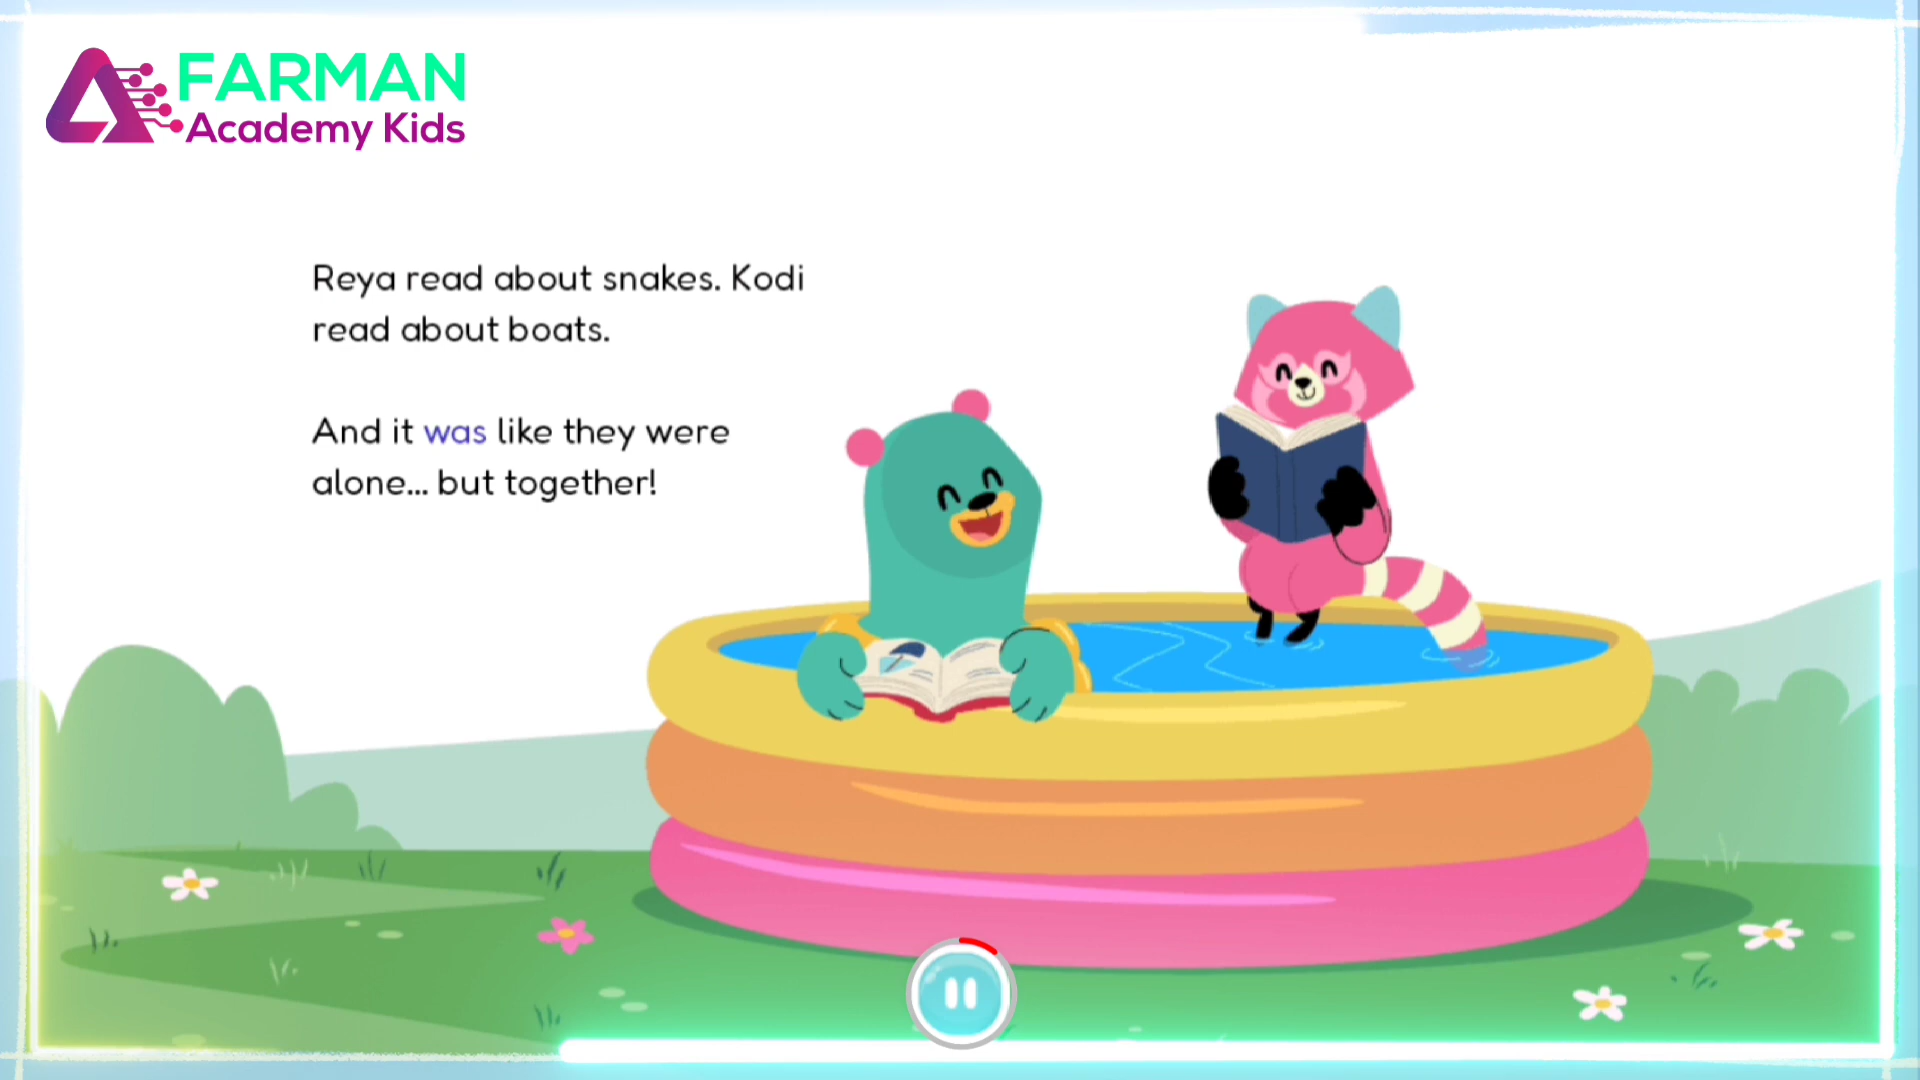 FARMAN
Academy Kids
Reya read about snakes. Kodi
read about boats.
And it was like they were
alone... but together!